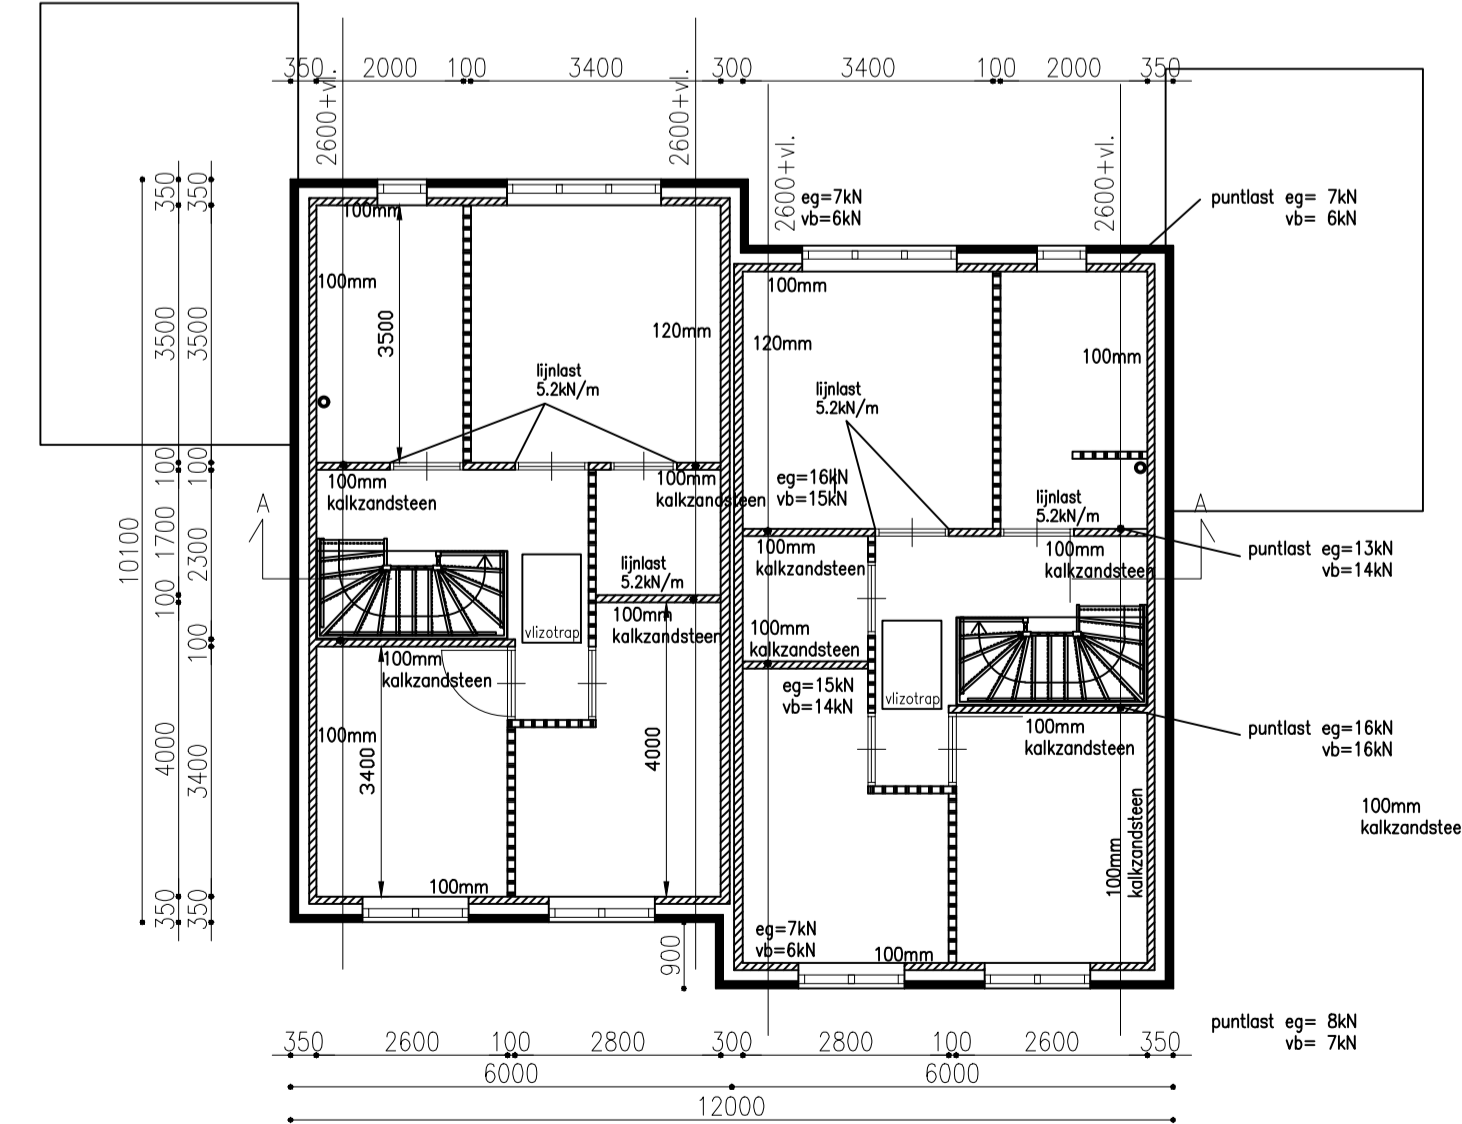 350 2000 100 3400 300 3400 100 2000 350
2600+vl.
2600+vl.
2600+vl.
2600+vl.
eg=7kN
vb=6kN
puntlast eg= 7kN
vb= 6kN
350
350
100mm
100mm
3500
120mm
100mm
120mm
100mm
3500
3500
lijnlast
5.2kN/m
lijnlast
5.2kN/m
100
100
100mm
kalkzandsteen
100mm
kalkzandsteen
eg=16kN
vb=15kN
lijnlast
5.2kN/m
A
A
10100
1700
2300
100mm
kalkzandsteen
100mm
kalkzandsteen
puntlast eg=13kN
vb=14kN
lijnlast
5.2kN/m
100
100
vlizotrap
100mm
kalkzandsteen
100mm
kalkzandsteen
100mm
kalkzandsteen
eg=15kN
vb=14kN
vlizotrap
100mm
kalkzandsteen
puntlast eg=16kN
vb=16kN
4000
3400
100mm
3400
4000
100mm
kalkzandsteen
100mm
kalkzandstee
350
350
100mm
eg=7kN
vb=6kN
100mm
900
puntlast eg= 8kN
vb= 7kN
350 2600 100 2800 300 2800 100 2600 350
6000 6000
12000